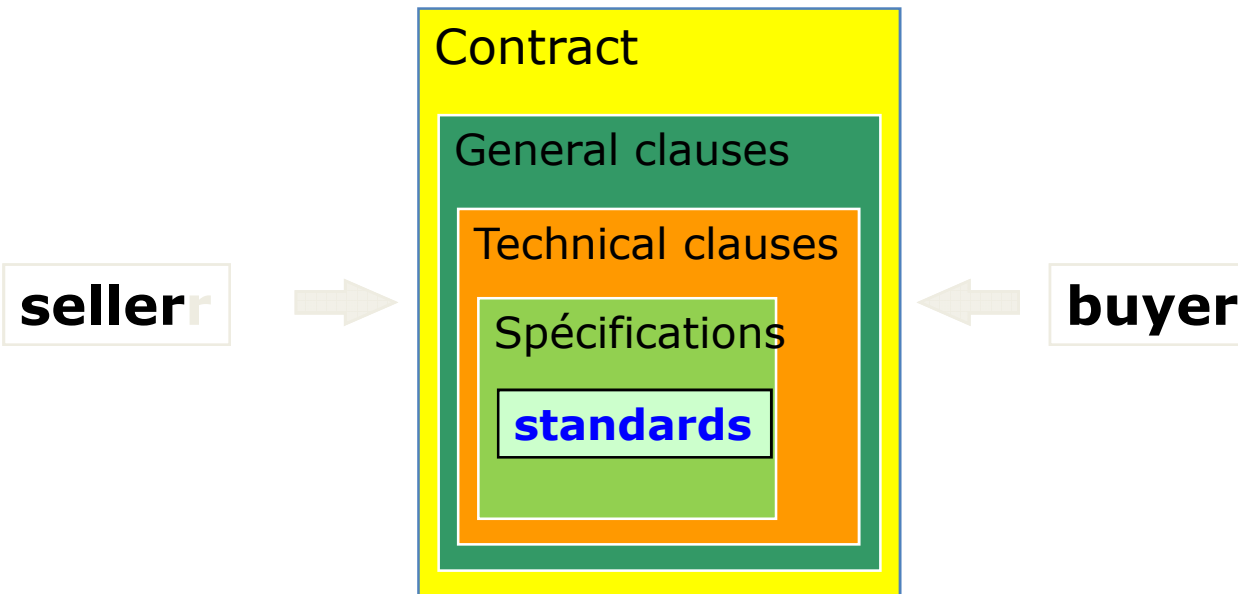 Contract
General clauses
Technical clauses
sellerr
buyer
Spécifications
standards